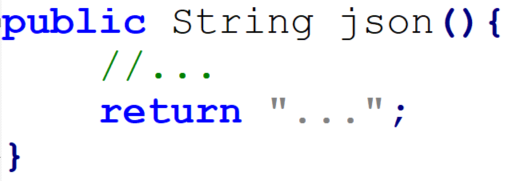 public String json(){
    //...
    return "...";
}